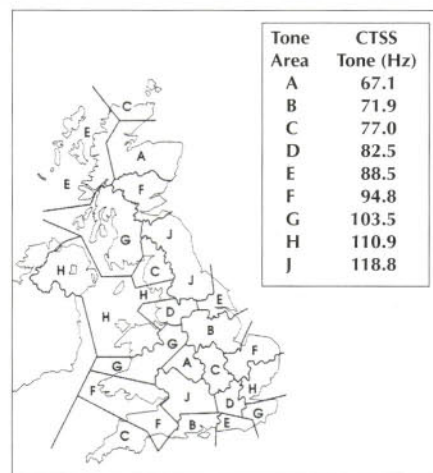 Tone CTSS
Area Tone (Hz)
A 67.1
B 71.9
C 77.0
D 82.5
E 88.5
F 94.8
G 103.5
H 110.9
J 118.8
C
E
A
E
F
G
J
H
C
J
H
E
H
D
B
G
F
A
C
G
H
F
J
D
G
F
B
E
C